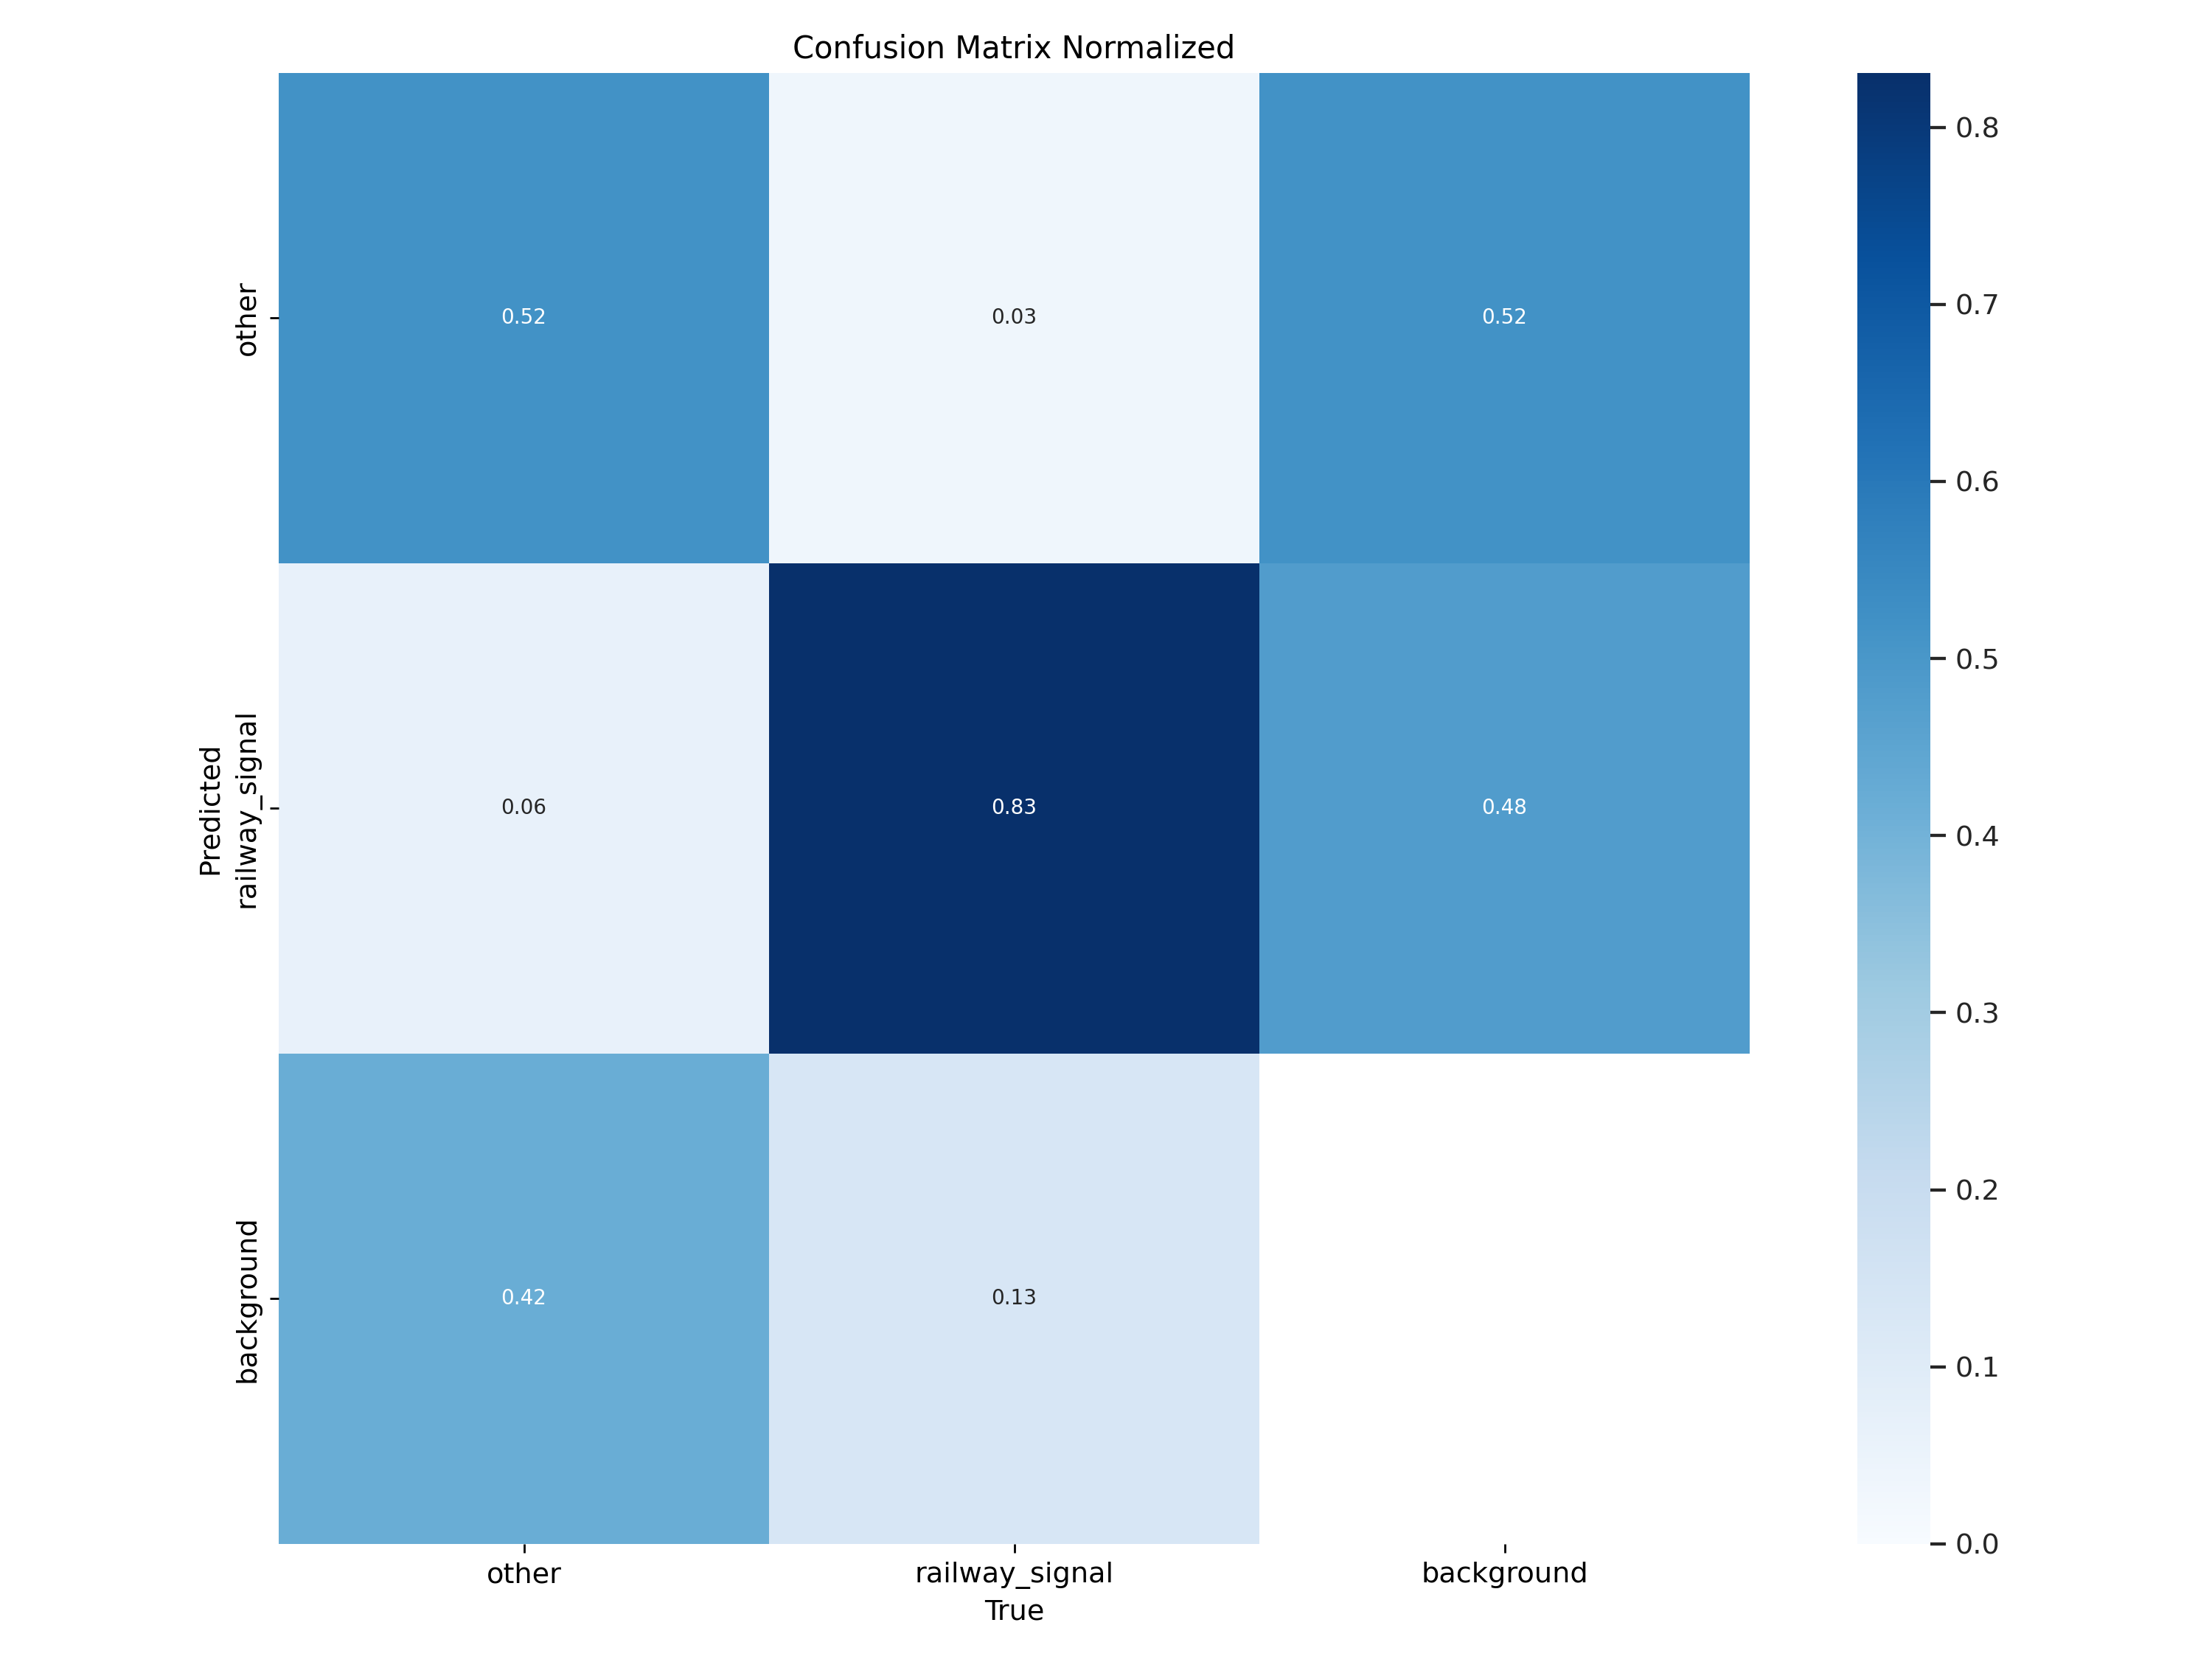 Confusion Matrix Normalized
other
0.52
0.03
0.52
Predicted
railway_signal
0.06
0.83
0.48
background
0.42
0.13
other
railway_signal
background
True
0.8
0.7
0.6
0.5
0.4
0.3
0.2
0.1
0.0